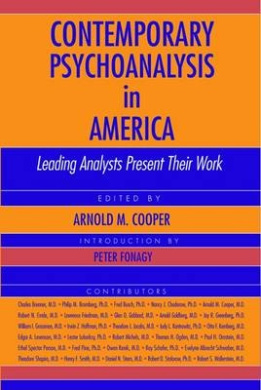 CONTEMPORARY
PSYCHOANALYSIS
in
AMERICA
Leading Analysts Present Their Work
EDITED BY
ARNOLD M. COOPER
INTRODUCTION BY
PETER FONAGY
CONTRIBUTORS
Charles Brenner, M.D. • Philip M. Bromberg, Ph.D. • Fred Busch, Ph.D. • Nancy J. Chodorow, Ph.D. • Arnold M. Cooper, M.D.
Robert N. Emde, M.D. • Lawrence Friedman, M.D. • Glen O. Gabbard, M.D. • Arnold Goldberg, M.D. • Jay R. Greenberg, Ph.D.
William I. Grossman, M.D. • Irwin Z. Hoffman, Ph.D. • Theodore J. Jacobs, M.D. • Judy L. Kantrowitz, Ph.D. • Otto F. Kernberg, M.D.
Edgar A. Levenson, M.D. • Lester Luborsky, Ph.D. • Robert Michels, M.D. • Thomas H. Ogden, M.D. • Paul H. Ornstein, M.D.
Ethel Spector Person, M.D. • Fred Pine, Ph.D. • Owen Renik, M.D. • Roy Schafer, Ph.D. • Evelyne Albrecht Schwaber, M.D.
Theodore Shapiro, M.D. • Henry F. Smith, M.D. • Daniel N. Stern, M.D. • Robert D. Stolorow, Ph.D. • Robert S. Wallerstein, M.D.